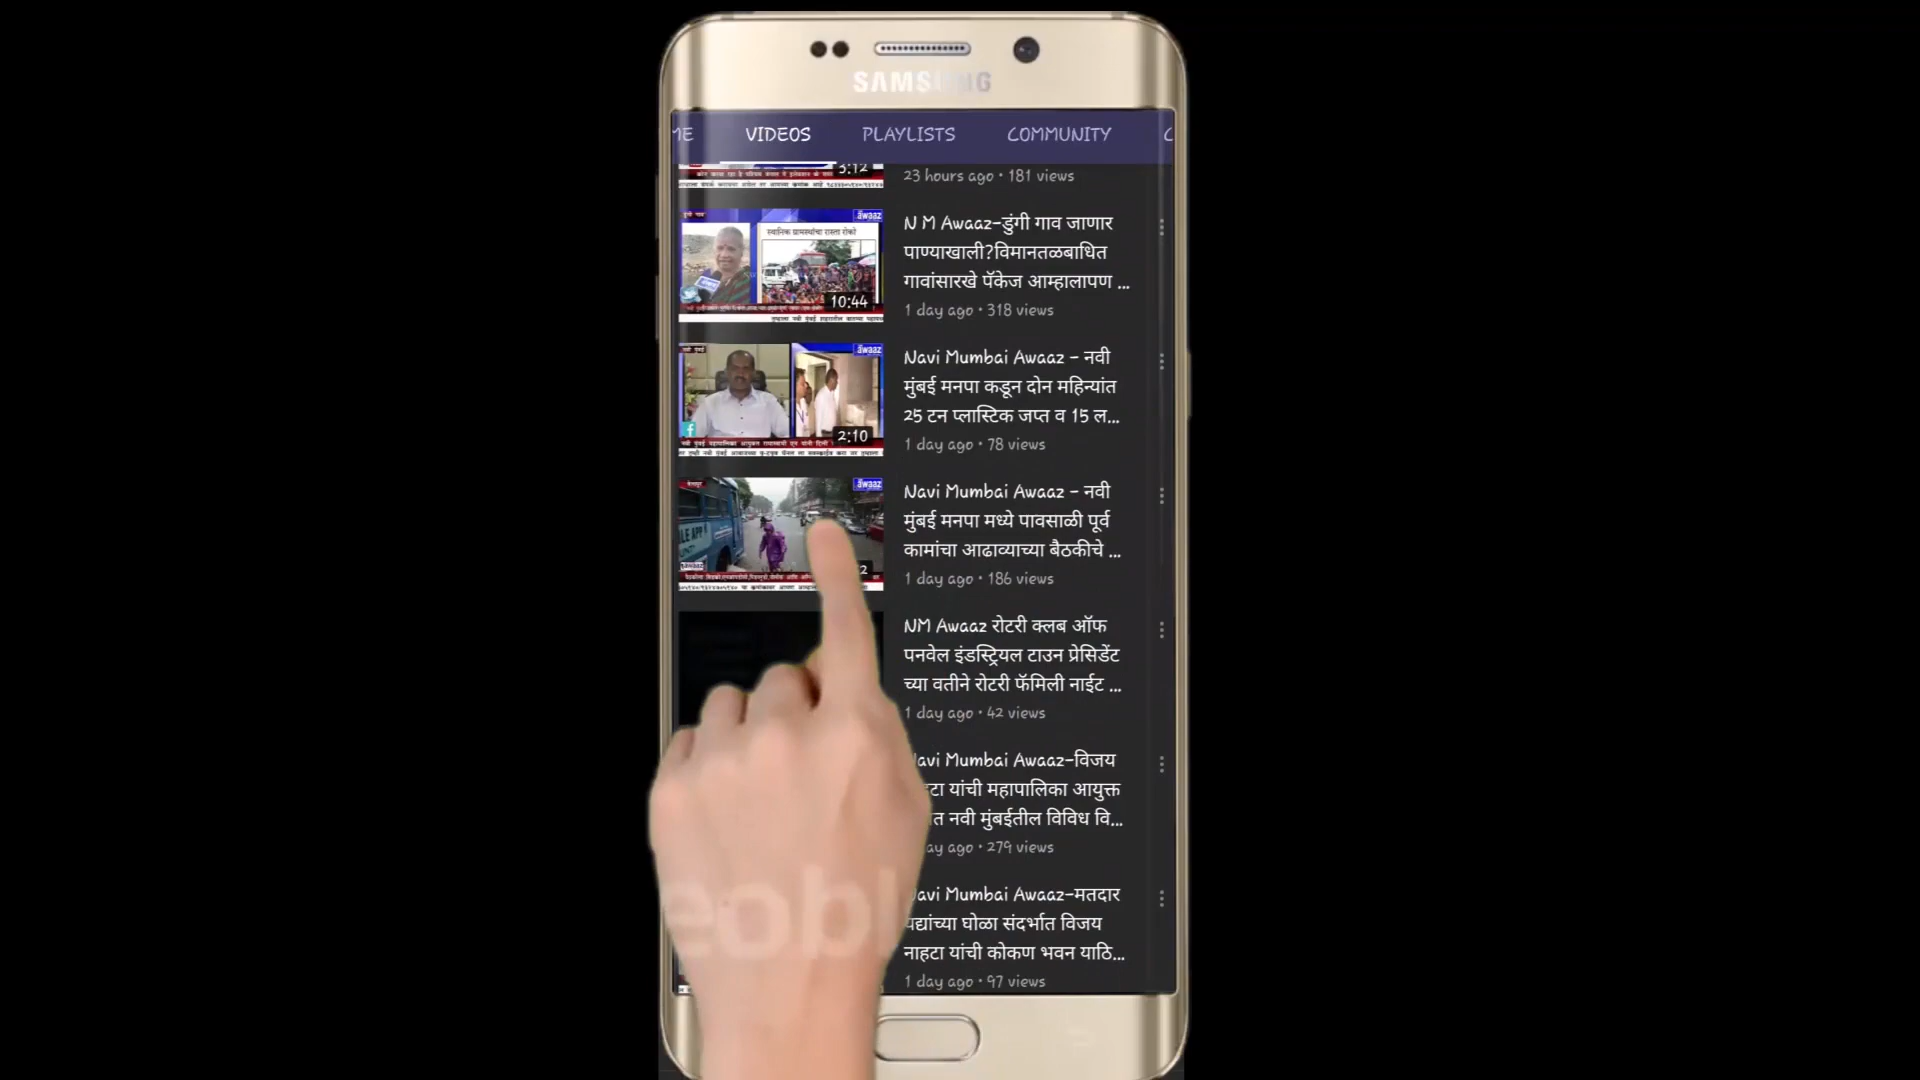 SAMSUNG
VIDEOS
PLAYLISTS
COMMUNITY
3:12
23 hours ago • 181 views
awaaz
स्थानिक ग्रामस्थांचा रास्ता रोको
10:44
N M Awaaz-डुंगी गाव जाणार
पाण्याखाली?विमानतळबाधित
गावांसारखे पॅकेज आम्हालापण ...
1 day ago • 318 views
awaaz
2:10
Navi Mumbai Awaaz - नवी
मुंबई मनपा कडून दोन महिन्यांत
25 टन प्लास्टिक जप्त व 15 ल...
1 day ago • 78 views
awaaz
Navi Mumbai Awaaz - नवी
मुंबई मनपा मध्ये पावसाळी पूर्व
कामांचा आढाव्याच्या बैठकीचे ...
1 day ago • 186 views
NM Awaaz रोटरी क्लब ऑफ
पनवेल इंडस्ट्रियल टाउन प्रेसिडेंट
च्या वतीने रोटरी फॅमिली नाईट ...
1 day ago • 42 views
Mumbai Awaaz-विजय
यांची महापालिका आयुक्त
नवी मुंबईतील विविध वि...
ago • 279 views
Mumbai Awaaz-मतदार
घोळा संदर्भात विजय
नाहटा यांची कोकण भवन याठि...
1 day ago • 97 views